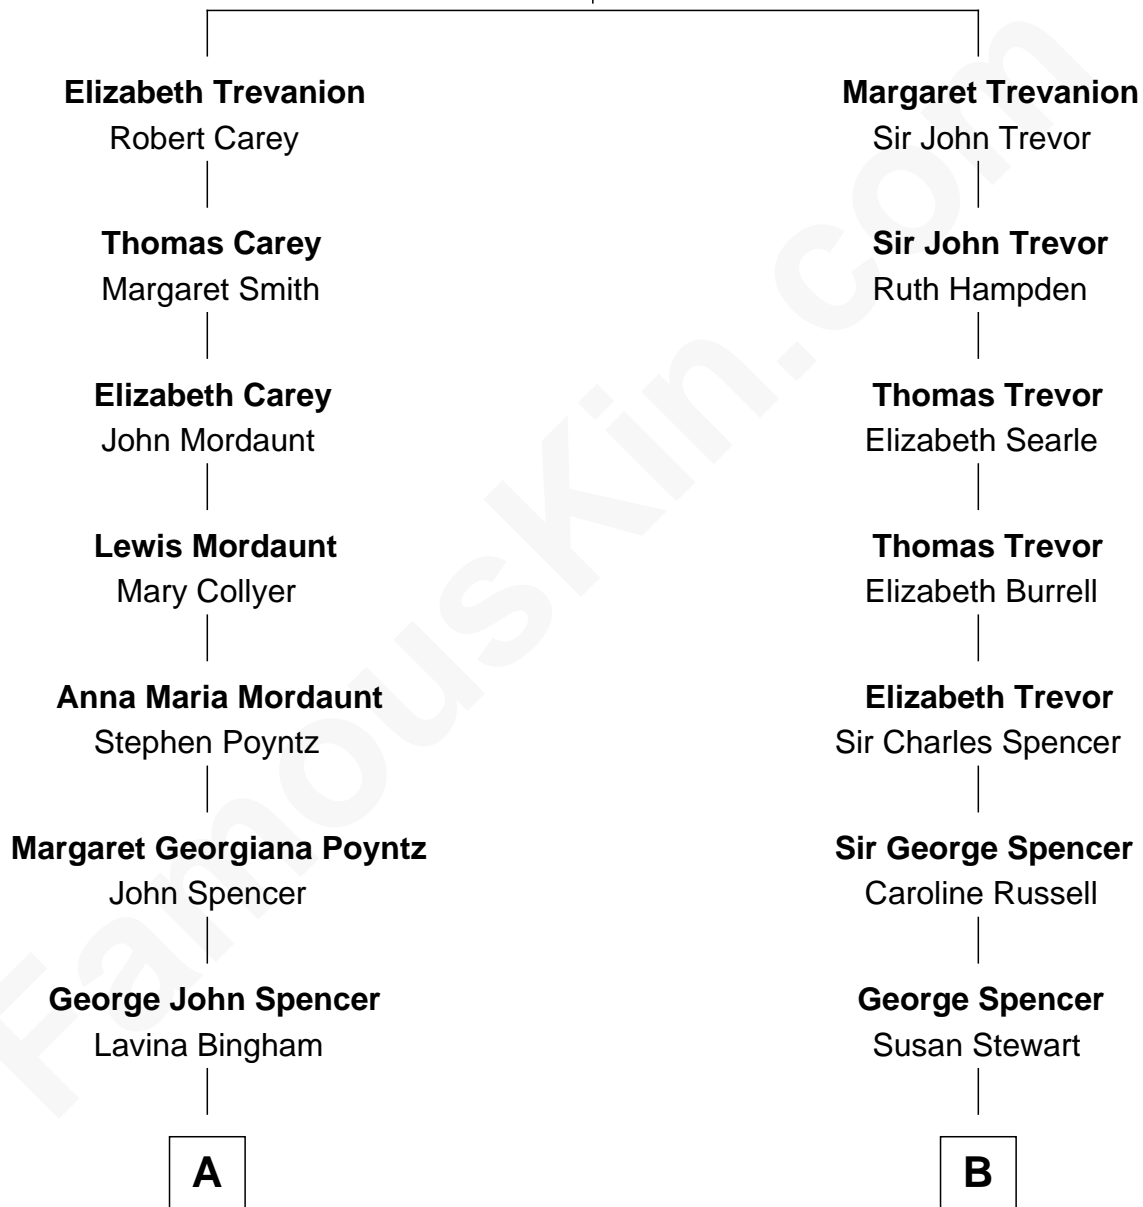 Elizabeth Trevanion
Robert Carey
Thomas Carey
Margaret Smith
Elizabeth Carey
John Mordaunt
Lewis Mordaunt
Mary Collyer
Anna Maria Mordaunt
Stephen Poyntz
Margaret Georgiana Poyntz
John Spencer
George John Spencer
Lavina Bingham
A
Margaret Trevanion
Sir John Trevor
Sir John Trevor
Ruth Hampden
Thomas Trevor
Elizabeth Searle
Thomas Trevor
Elizabeth Burrell
Elizabeth Trevor
Sir Charles Spencer
Sir George Spencer
Caroline Russell
George Spencer
Susan Stewart
B
FamousKin.com